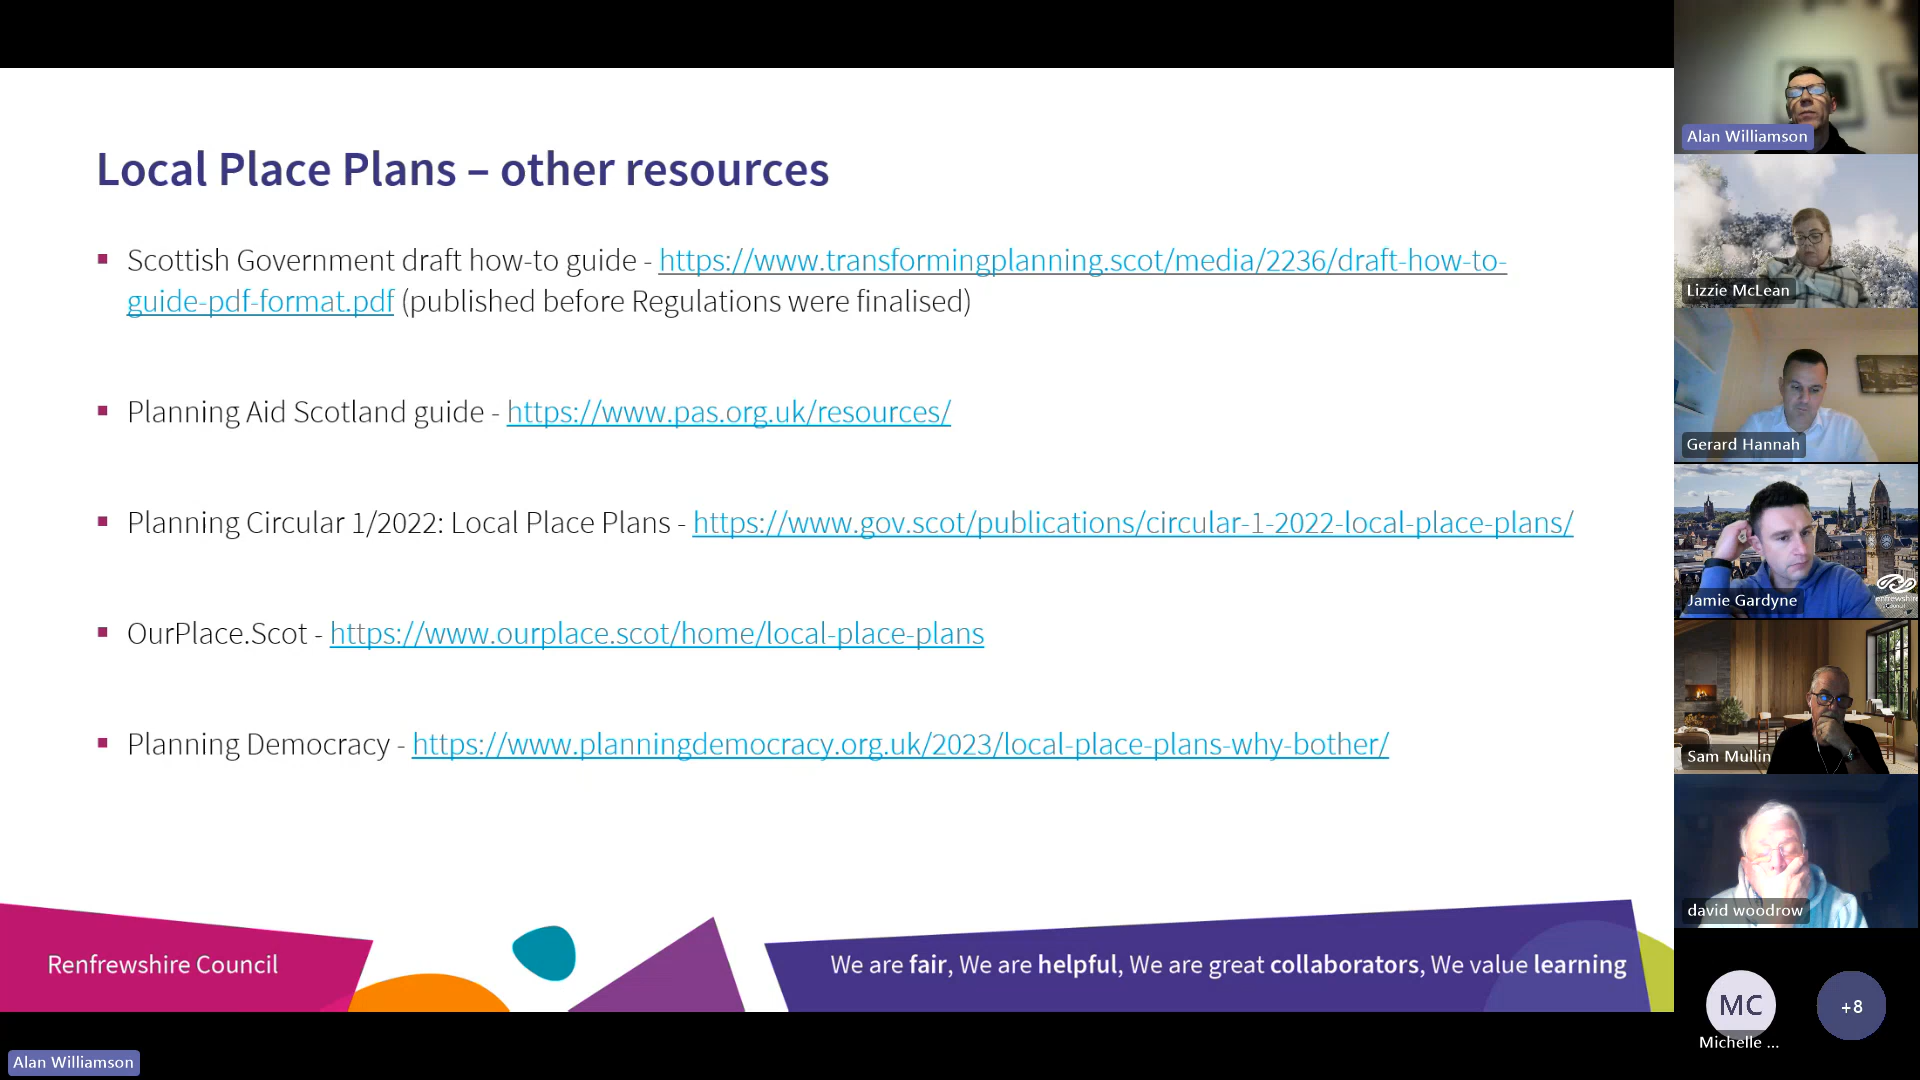 Local Place Plans – other resources
▪ Scottish Government draft how-to guide - https://www.transformingplanning.scot/media/2236/draft-how-to-
guide-pdf-format.pdf (published before Regulations were finalised)
▪ Planning Aid Scotland guide - https://www.pas.org.uk/resources/
▪ Planning Circular 1/2022: Local Place Plans - https://www.gov.scot/publications/circular-1-2022-local-place-plans/
▪ OurPlace.Scot - https://www.ourplace.scot/home/local-place-plans
▪ Planning Democracy - https://www.planningdemocracy.org.uk/2023/local-place-plans-why-bother/
Renfrewshire Council
We are fair, We are helpful, We are great collaborators, We value learning
Alan Williamson
Alan Williamson
Lizzie McLean
Gerard Hannah
Jamie Gardyne
Sam Mullin
david woodrow
MC
Michelle ...
+8